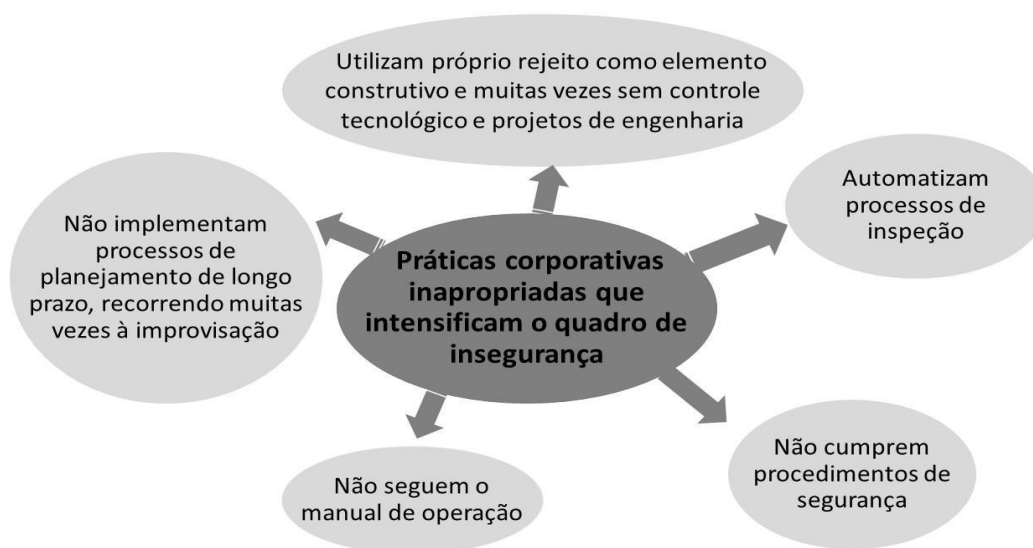 Utilizam próprio rejeito como elemento
construtivo e muitas vezes sem controle
tecnológico e projetos de engenharia
Automatizam
processos de
inspeção
Não implementam
processos de
planejamento de longo
prazo, recorrendo muitas
vezes à improvisação
Práticas corporativas
inapropriadas que
intensificam o quadro de
insegurança
Não cumprem
procedimentos de
segurança
Não seguem o
manual de operação